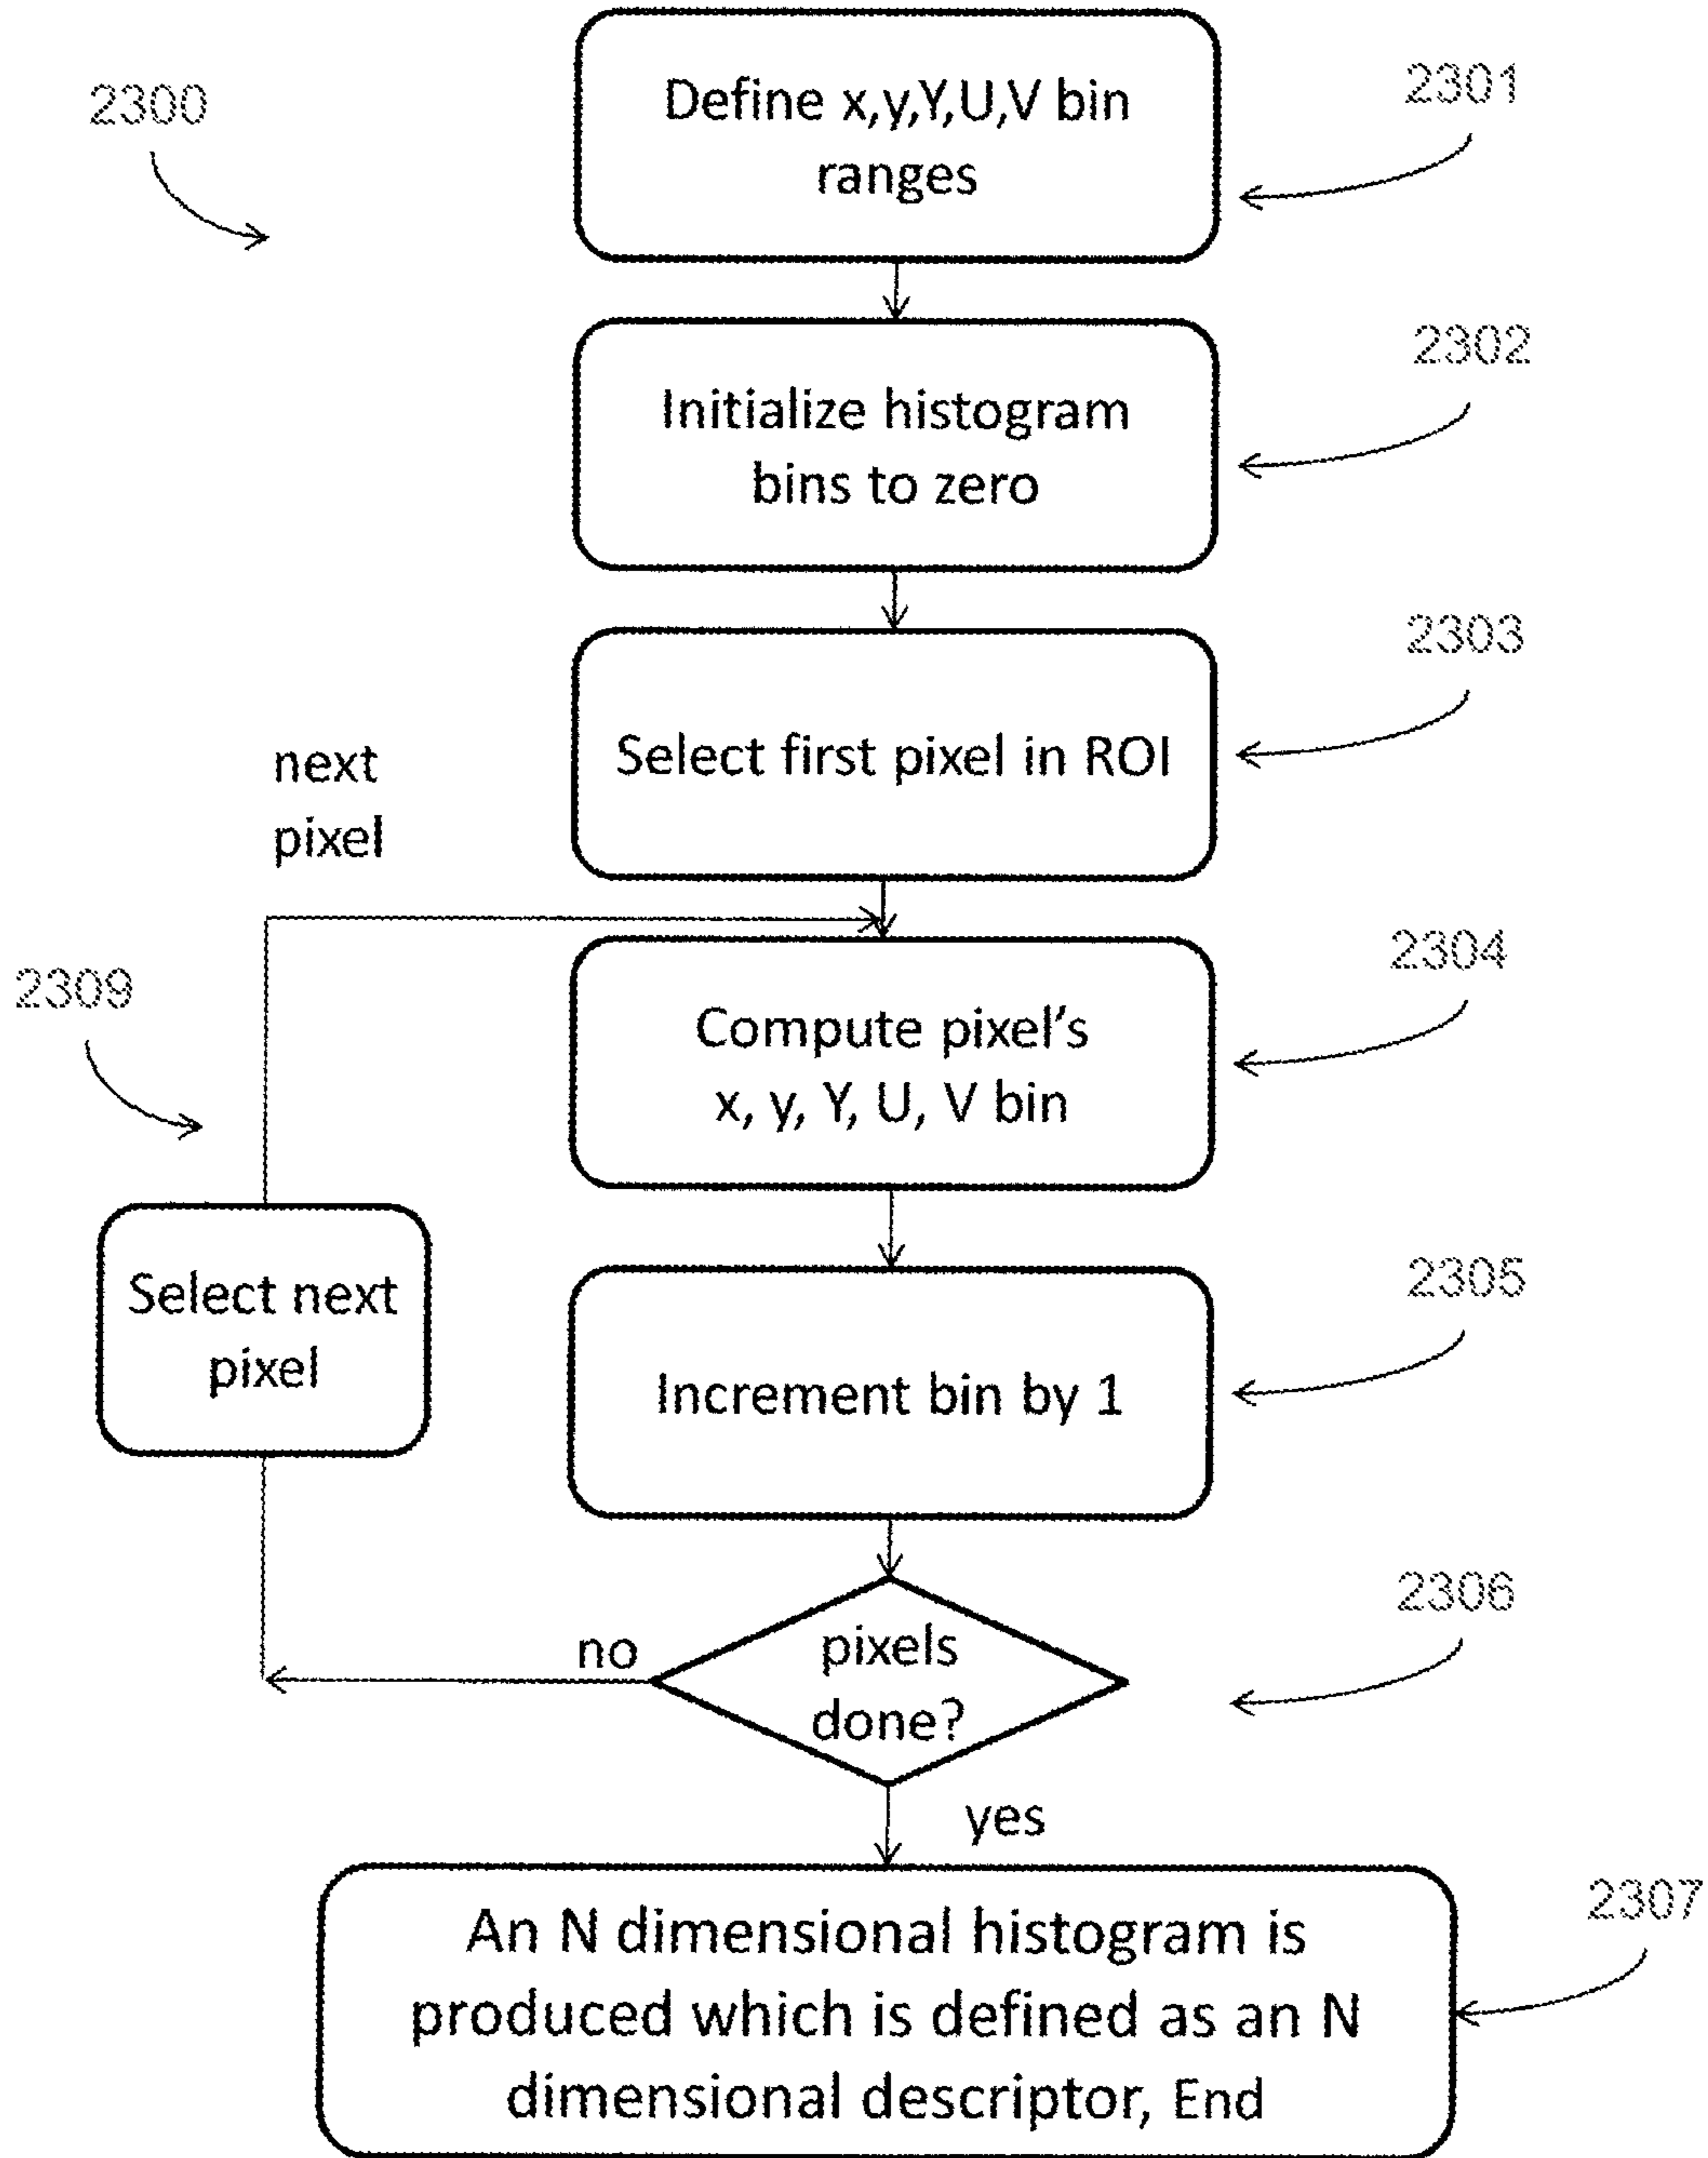 2300
Define x,y,Y,U,V bin
ranges
2301
Initialize histogram
bins to zero
2302
Select first pixel in ROI
2303
next
pixel
Compute pixel's
x, y, Y, U, V bin
2304
2309
Select next
pixel
Increment bin by 1
2305
pixels
done?
2306
no
yes
An N dimensional histogram is
produced which is defined as an N
dimensional descriptor, End
2307